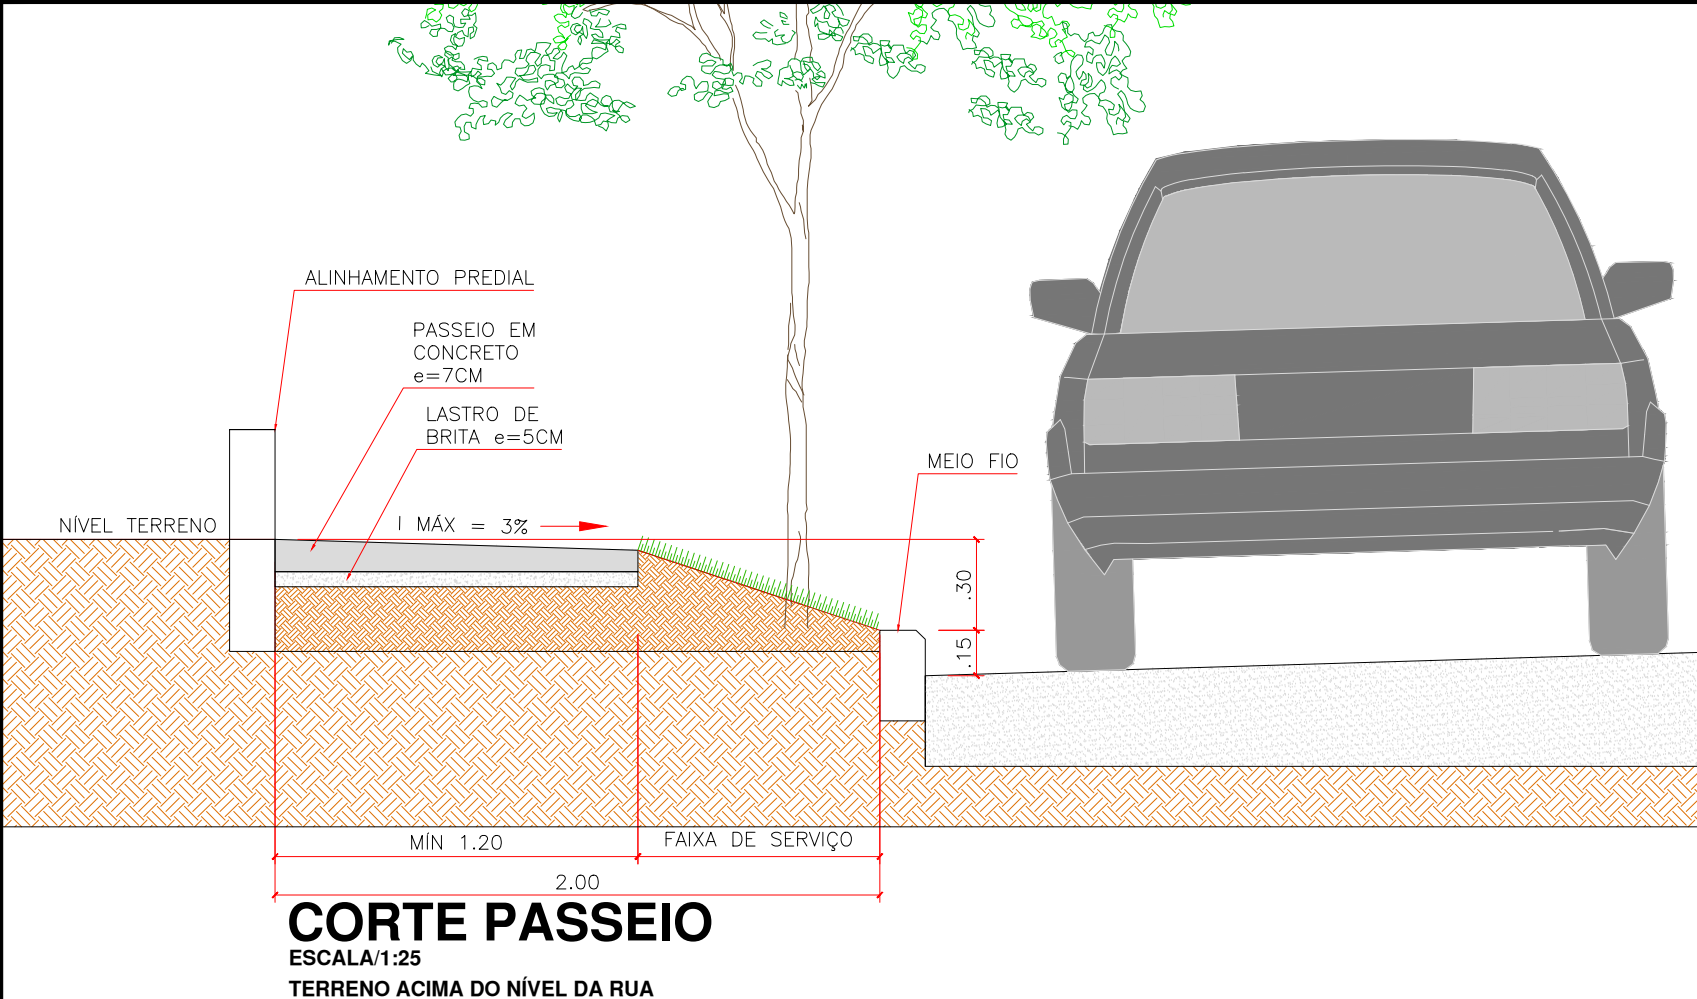 ALINHAMENTO PREDIAL
PASSEIO EM
CONCRETO
e=7CM
LASTRO DE
BRITA e=5CM
MEIO FIO
NÍVEL TERRENO
I MÁX = 3%
.30
.15
MÍN 1.20
FAIXA DE SERVIÇO
2.00
CORTE PASSEIO
ESCALA/1:25
TERRENO ACIMA DO NÍVEL DA RUA